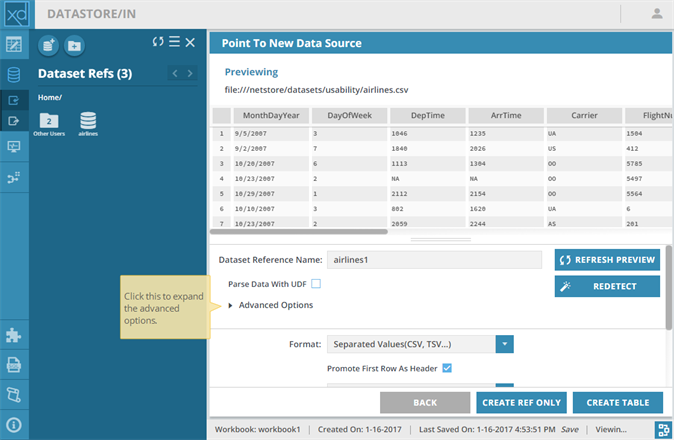 xd DATASTORE/IN
Dataset Refs (3)
Home/
2
Other Users airlines
Point To New Data Source
Previewing
file:///netstore/datasets/usability/airlines.csv
MonthDayYear DayOfWeek DepTime ArrTime Carrier FlightNu
1 9/5/2007 3 1046 1235 UA 1504
2 9/2/2007 7 1840 2026 US 412
3 10/20/2007 6 1113 1304 OO 5785
4 10/23/2007 2 NA NA OO 5497
5 10/29/2007 1 2112 2154 OO 5564
6 10/10/2007 3 802 1620 UA 6
7 10/23/2007 2 2059 2244 AS 201
Dataset Reference Name: airlines1 REFRESH PREVIEW
Parse Data With UDF REDETECT
Click this to expand
the advanced
options.
Advanced Options
Format: Separated Values(CSV, TSV...)
Promote First Row As Header
BACK CREATE REF ONLY CREATE TABLE
Workbook: workbook1 | Created On: 1-16-2017 | Last Saved On: 1-16-2017 4:53:51 PM Save | Viewin...